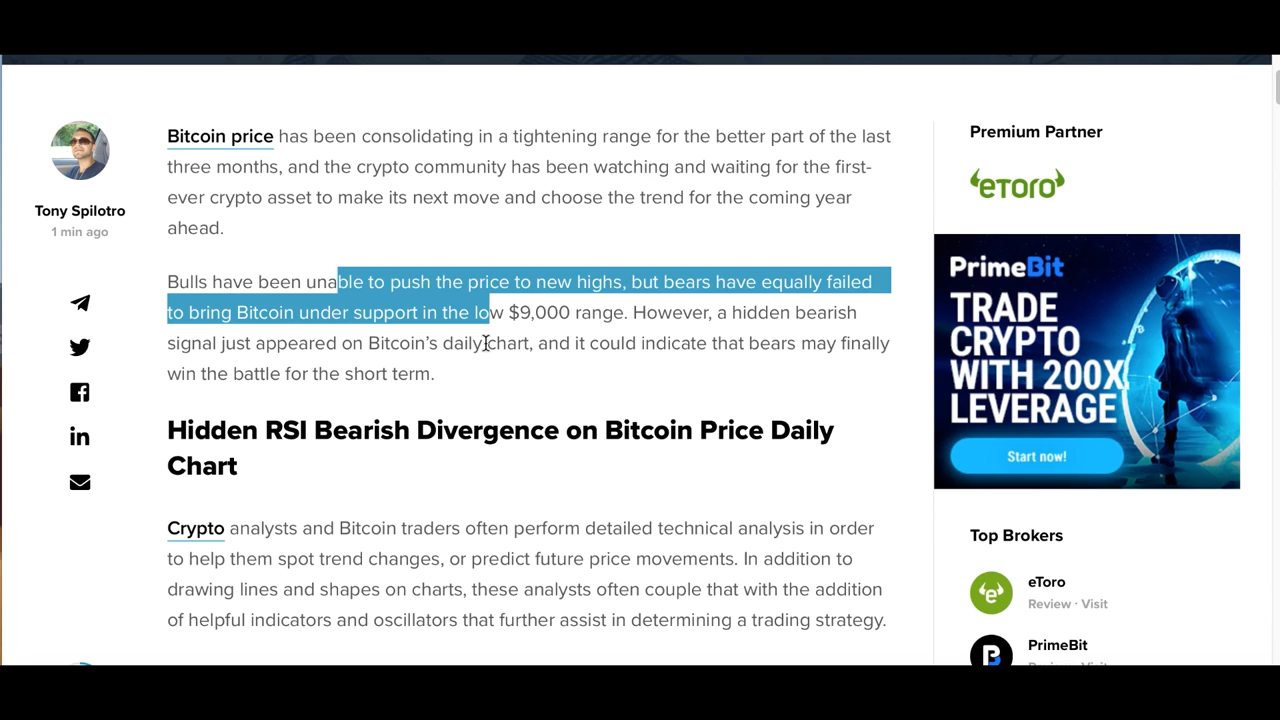 Tony Spilotro
1 min ago
Bitcoin price has been consolidating in a tightening range for the better part of the last
three months, and the crypto community has been watching and waiting for the first-
ever crypto asset to make its next move and choose the trend for the coming year
ahead.
Bulls have been unable to push the price to new highs, but bears have equally failed
to bring Bitcoin under support in the low $9,000 range. However, a hidden bearish
signal just appeared on Bitcoin’s daily chart, and it could indicate that bears may finally
win the battle for the short term.
Hidden RSI Bearish Divergence on Bitcoin Price Daily
Chart
Crypto analysts and Bitcoin traders often perform detailed technical analysis in order
to help them spot trend changes, or predict future price movements. In addition to
drawing lines and shapes on charts, these analysts often couple that with the addition
of helpful indicators and oscillators that further assist in determining a trading strategy.
Premium Partner
eToro
PrimeBit
TRADE
CRYPTO
WITH 200X
LEVERAGE
Start now!
Top Brokers
eToro
Review · Visit
PrimeBit
Review · Visit